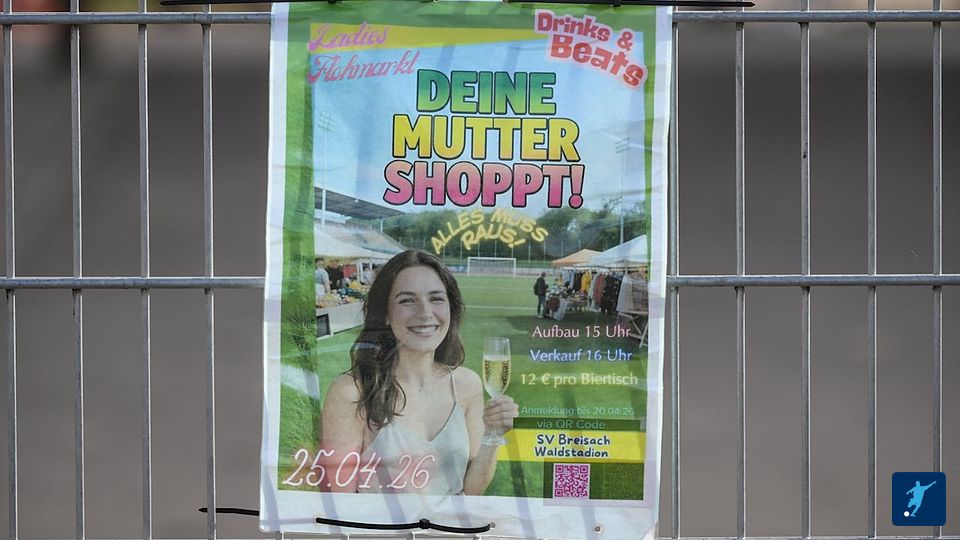 Ladies
Flohmarkt
Drinks &
Beats
DEINE
MUTTER
SHOPPT!
ALLES MUSS
RAUS!
Aufbau 15 Uhr
Verkauf 16 Uhr
12 € pro Biertisch
Anmeldung bis 20.04.26
via QR Code
SV Breisach
Waldstadion
25.04.26